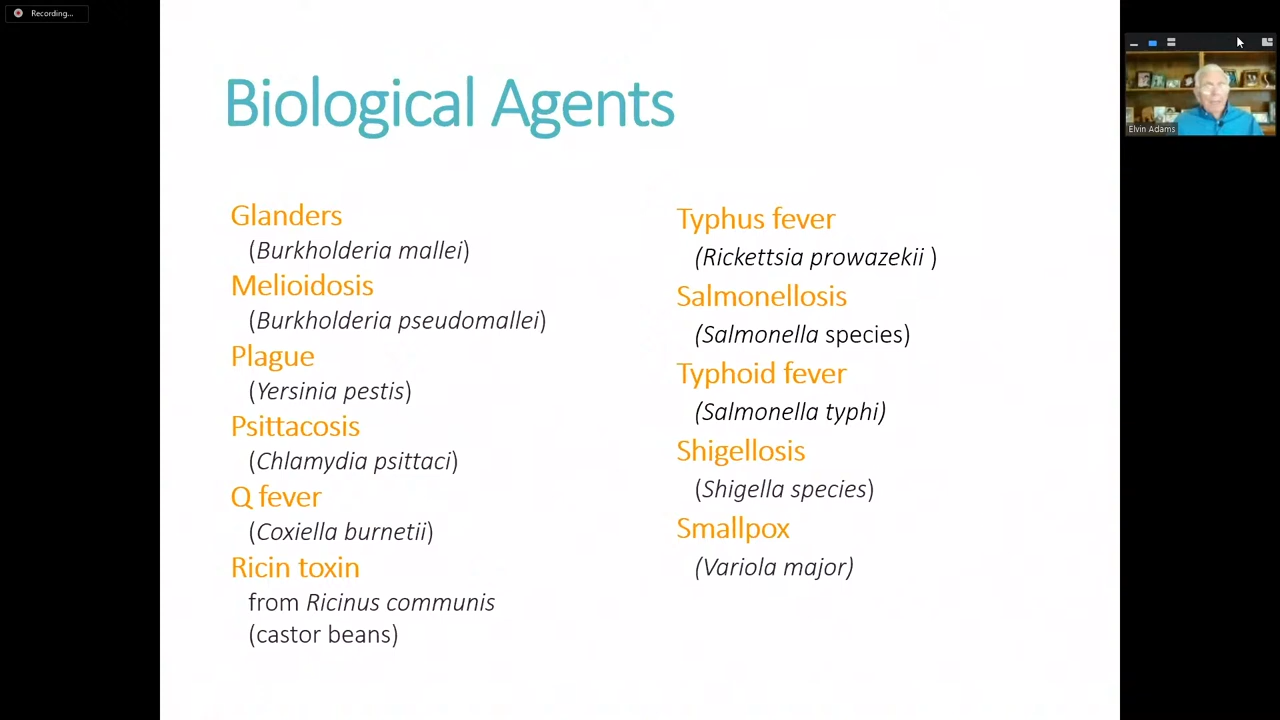 Recording...
Biological Agents
Glanders
(Burkholderia mallei)
Melioidosis
(Burkholderia pseudomallei)
Plague
(Yersinia pestis)
Psittacosis
(Chlamydia psittaci)
Q fever
(Coxiella burnetii)
Ricin toxin
from Ricinus communis
(castor beans)
Typhus fever
(Rickettsia prowazekii )
Salmonellosis
(Salmonella species)
Typhoid fever
(Salmonella typhi)
Shigellosis
(Shigella species)
Smallpox
(Variola major)
Elvin Adams